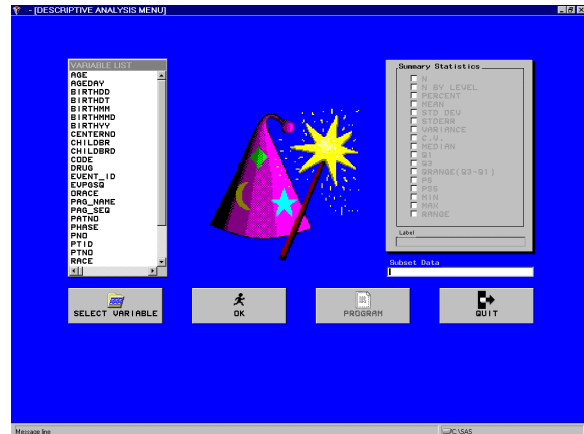 - [DESCRIPTIVE ANALYSIS MENU]
VARIABLE LIST
AGE
AGEDAY
BIRTHDD
BIRTHDT
BIRTHMM
BIRTHMMD
BIRTHYY
CENTERNO
CHILDBR
CHILDBRD
CODE
DRUG
EVENT_ID
EVPGSQ
ORACE
PAG_NAME
PAG_SEQ
PATNO
PHASE
PNO
PTID
PTNO
RACE
Summary Statistics
N
N BY LEVEL
PERCENT
MEAN
STD DEV
STDERR
VARIANCE
C.V.
MEDIAN
Q1
Q3
QRANGE(Q3-Q1)
P5
P95
MIN
MAX
RANGE
Label
Subset Data
SELECT VARIABLE
OK
PROGRAM
QUIT
Message line
C:\SAS